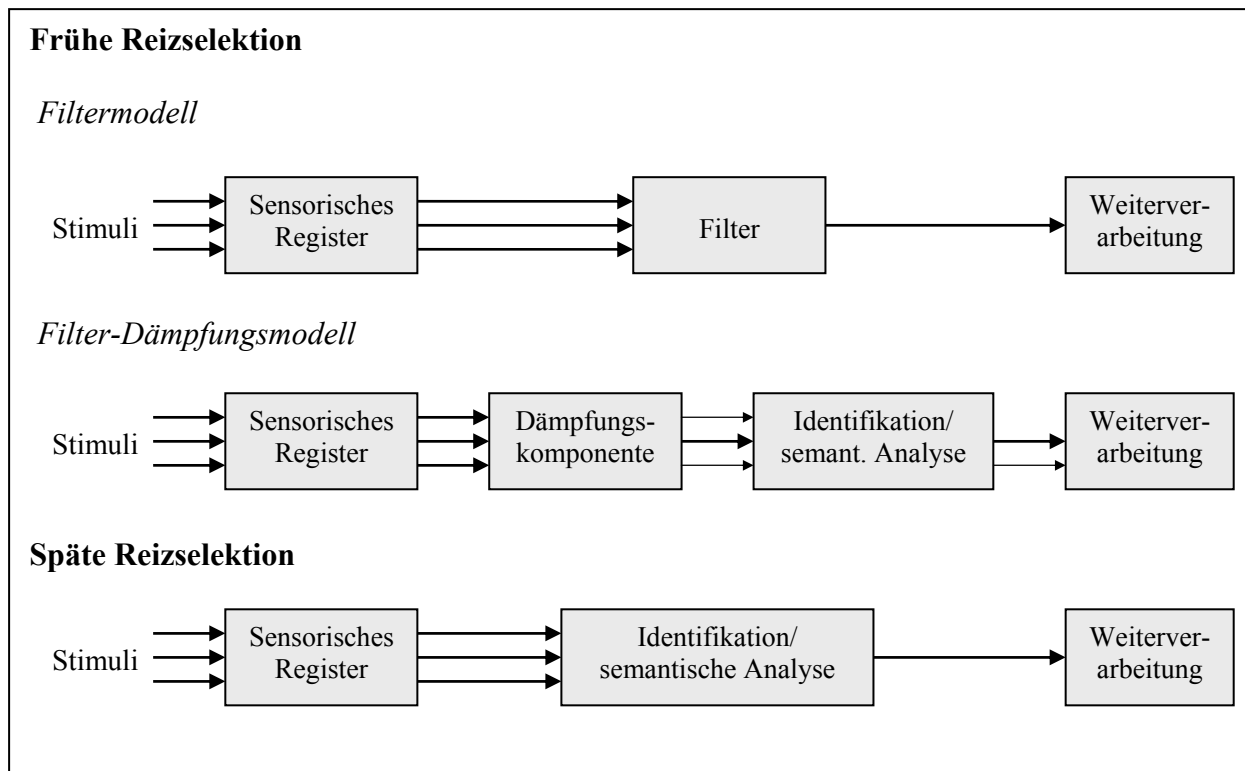 Frühe Reizselektion
Filtermodell
Stimuli
Sensorisches
Register
Filter
Weiterver-
arbeitung
Filter-Dämpfungsmodell
Stimuli
Sensorisches
Register
Dämpfungs-
komponente
Identifikation/
semant. Analyse
Weiterver-
arbeitung
Späte Reizselektion
Stimuli
Sensorisches
Register
Identifikation/
semantische Analyse
Weiterver-
arbeitung